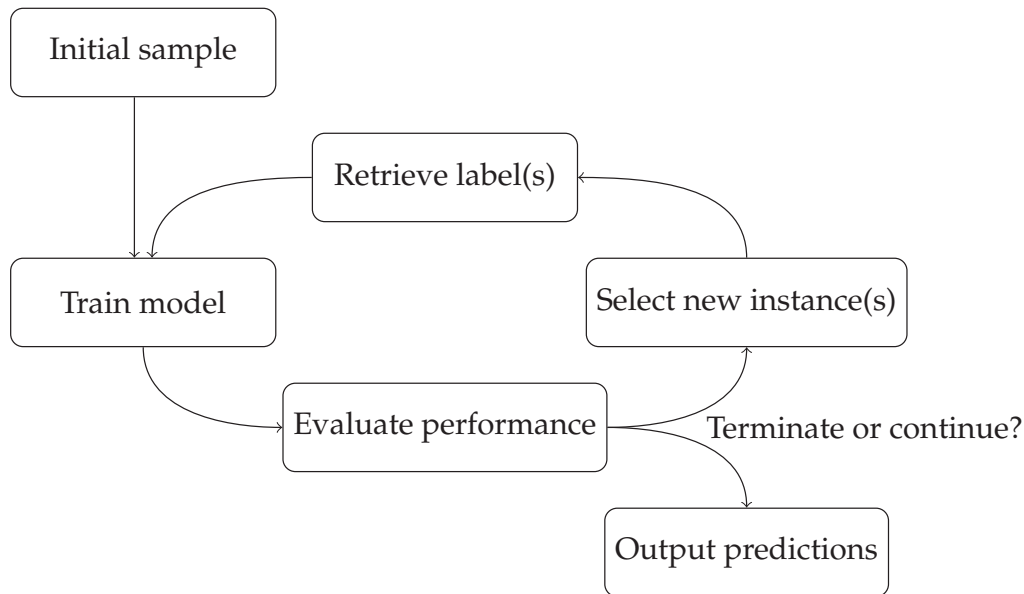 Initial sample
Retrieve label(s)
Train model
Select new instance(s)
Evaluate performance
Terminate or continue?
Output predictions